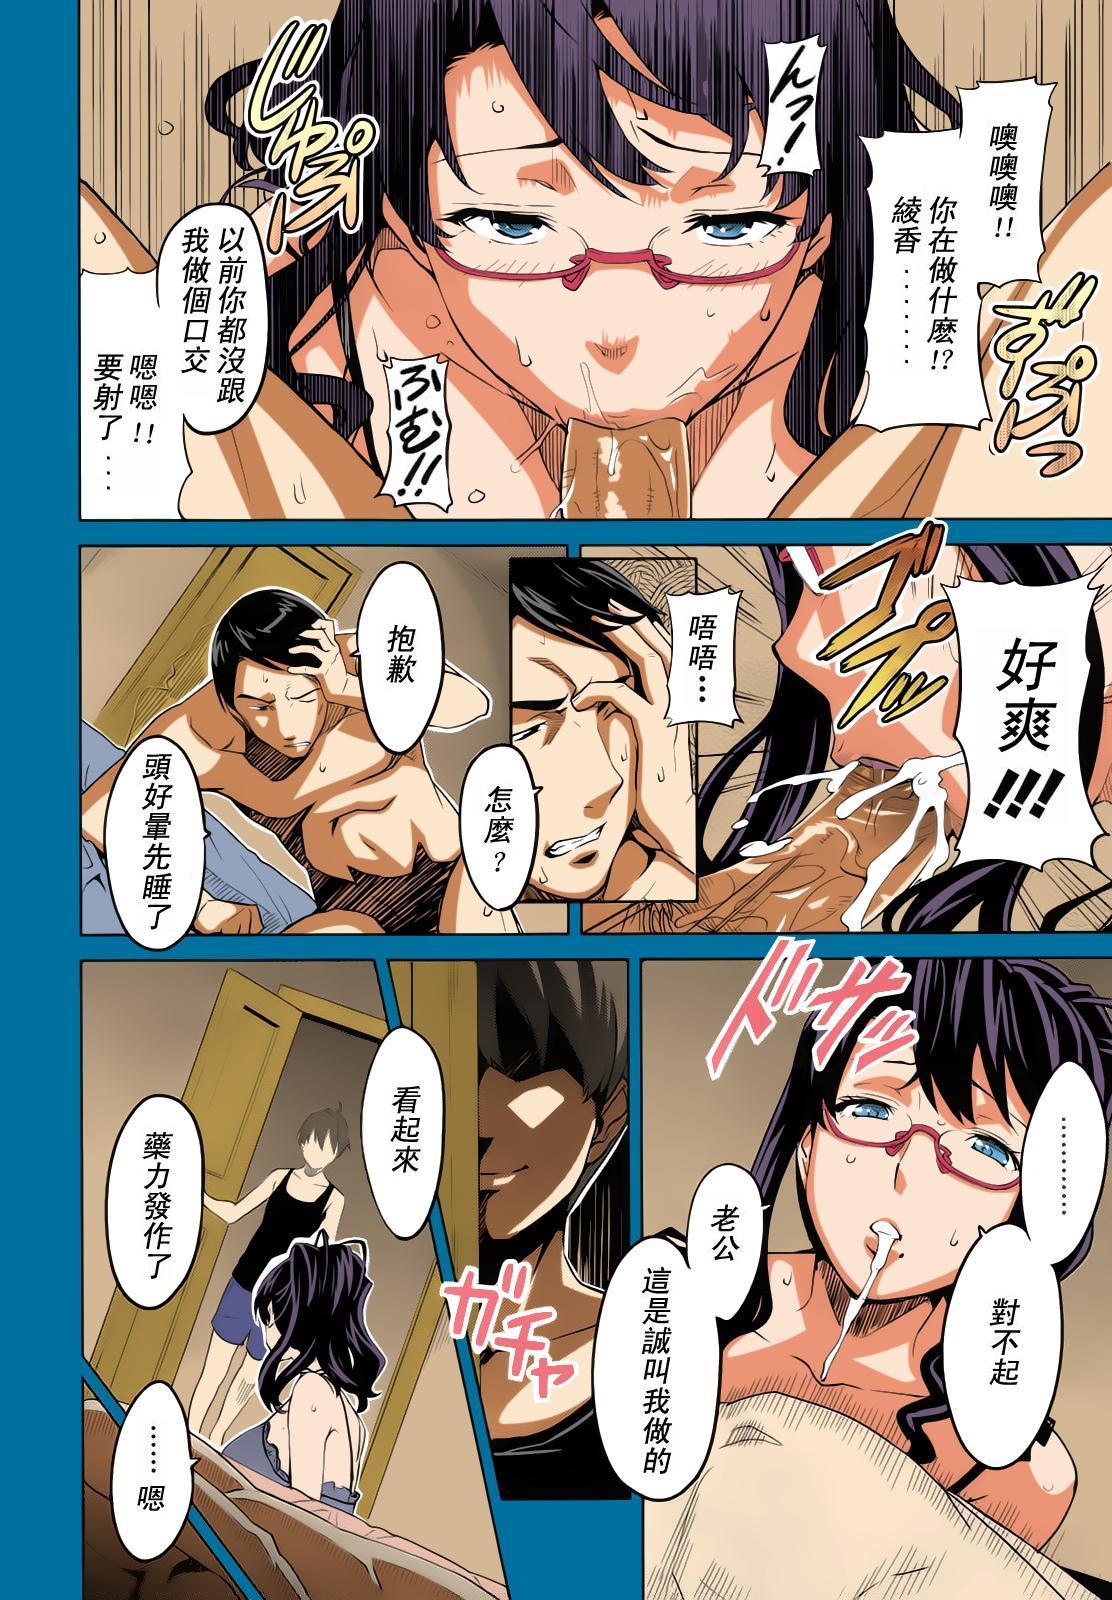 噢噢噢!!
你在做什麼!?
綾香‥‥‥
んっ!
じゅぷぷ
以前你都沒跟
我做個口交
嗯嗯!!
要射了‥‥
ふむ!!
ずぷぷっ
好爽!!!
ズププッ
唔唔…
怎麼?
抱歉
頭好暈先睡了
…………
對不起
ドサッ
老公
這是誠叫我做的
看起來
ガチャ
藥力發作了
……嗯